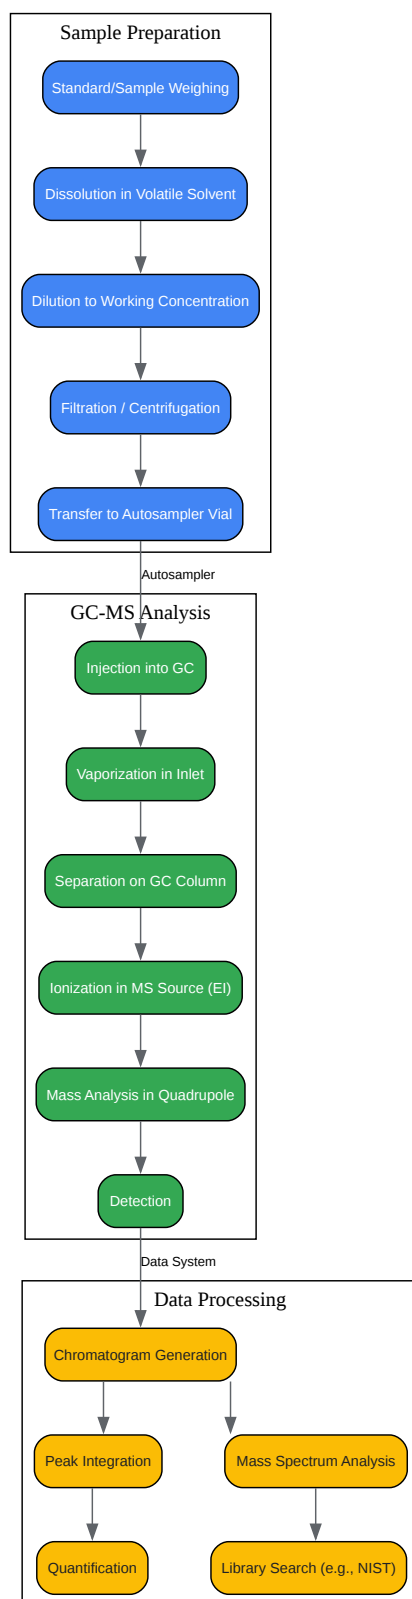 Sample Preparation
Standard/Sample Weighing
Dissolution in Volatile Solvent
Dilution to Working Concentration
Filtration / Centrifugation
Transfer to Autosampler Vial
Autosampler
GC-MS Analysis
Injection into GC
Vaporization in Inlet
Separation on GC Column
Ionization in MS Source (EI)
Mass Analysis in Quadrupole
Detection
Data System
Data Processing
Chromatogram Generation
Peak Integration
Mass Spectrum Analysis
Quantification
Library Search (e.g., NIST)